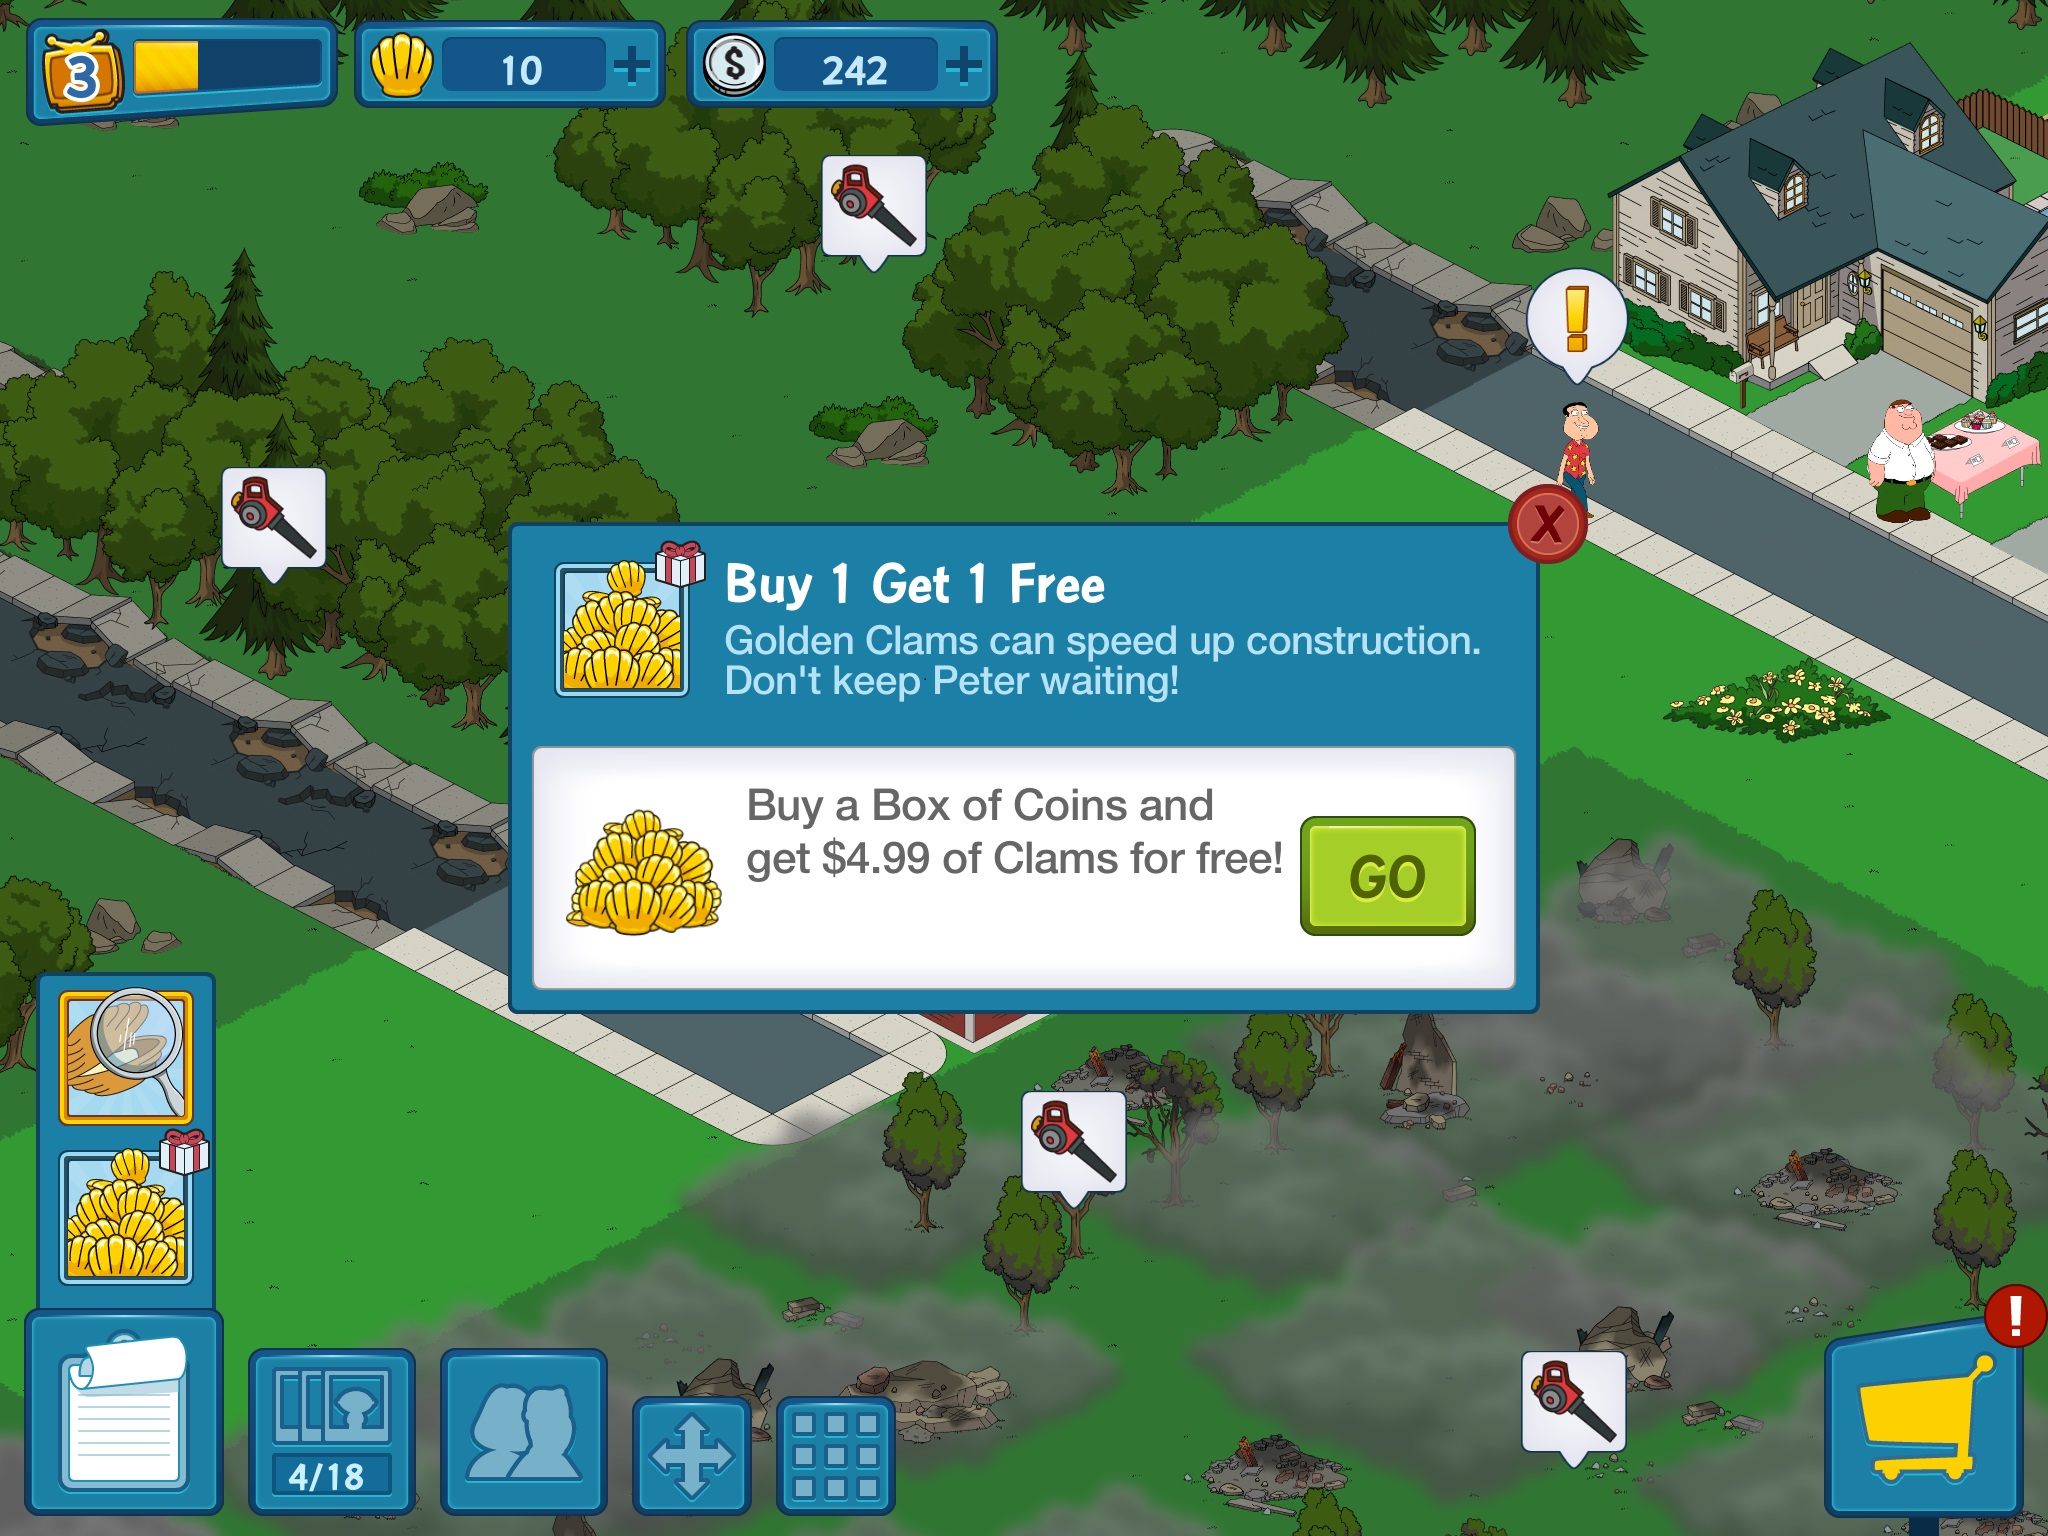 3
10
242
Buy 1 Get 1 Free
Golden Clams can speed up construction.
Don't keep Peter waiting!
X
Buy a Box of Coins and
get $4.99 of Clams for free!
GO
4/18
!